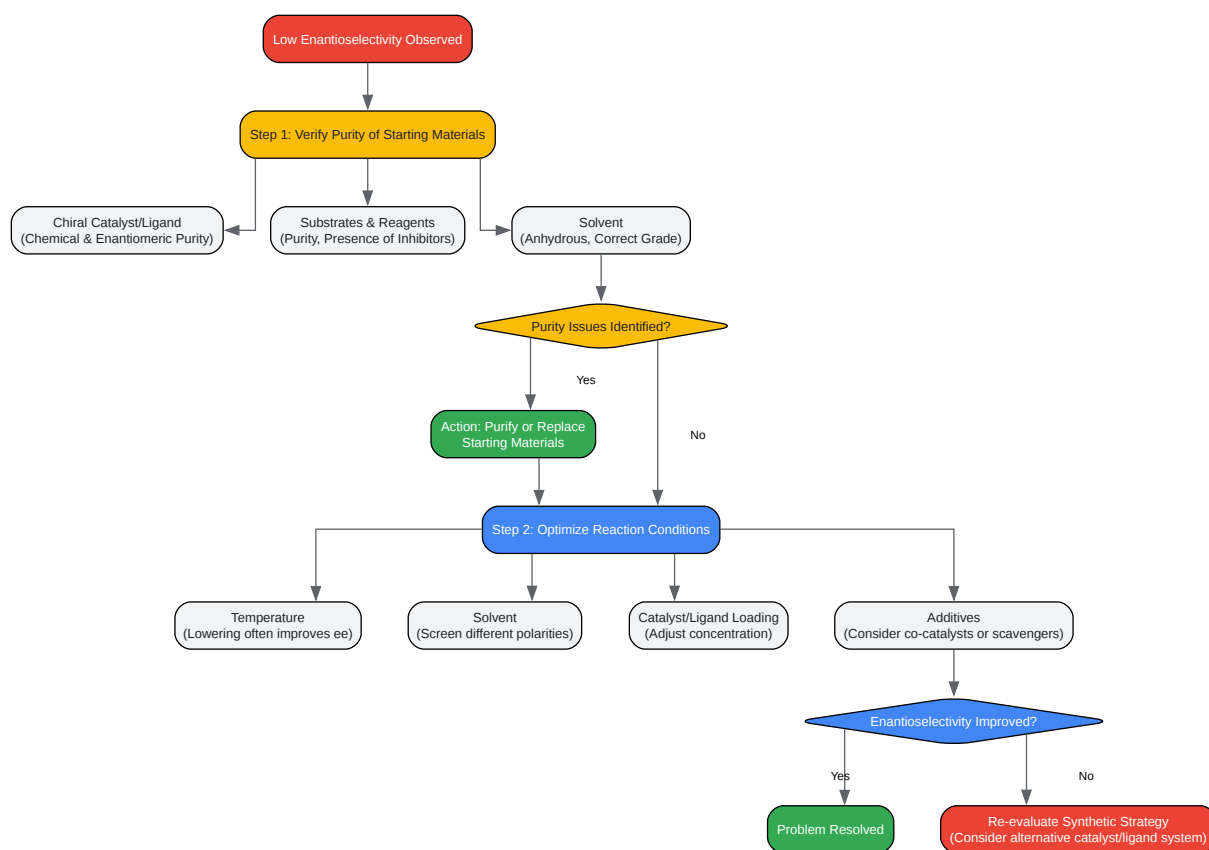 Low Enantioselectivity Observed
Step 1: Verify Purity of Starting Materials
Chiral Catalyst/Ligand
(Chemical & Enantiomeric Purity)
Substrates & Reagents
(Purity, Presence of Inhibitors)
Solvent
(Anhydrous, Correct Grade)
Purity Issues Identified?
Yes
Action: Purify or Replace
Starting Materials
No
Step 2: Optimize Reaction Conditions
Temperature
(Lowering often improves ee)
Solvent
(Screen different polarities)
Catalyst/Ligand Loading
(Adjust concentration)
Additives
(Consider co-catalysts or scavengers)
Enantioselectivity Improved?
Yes
No
Problem Resolved
Re-evaluate Synthetic Strategy
(Consider alternative catalyst/ligand system)